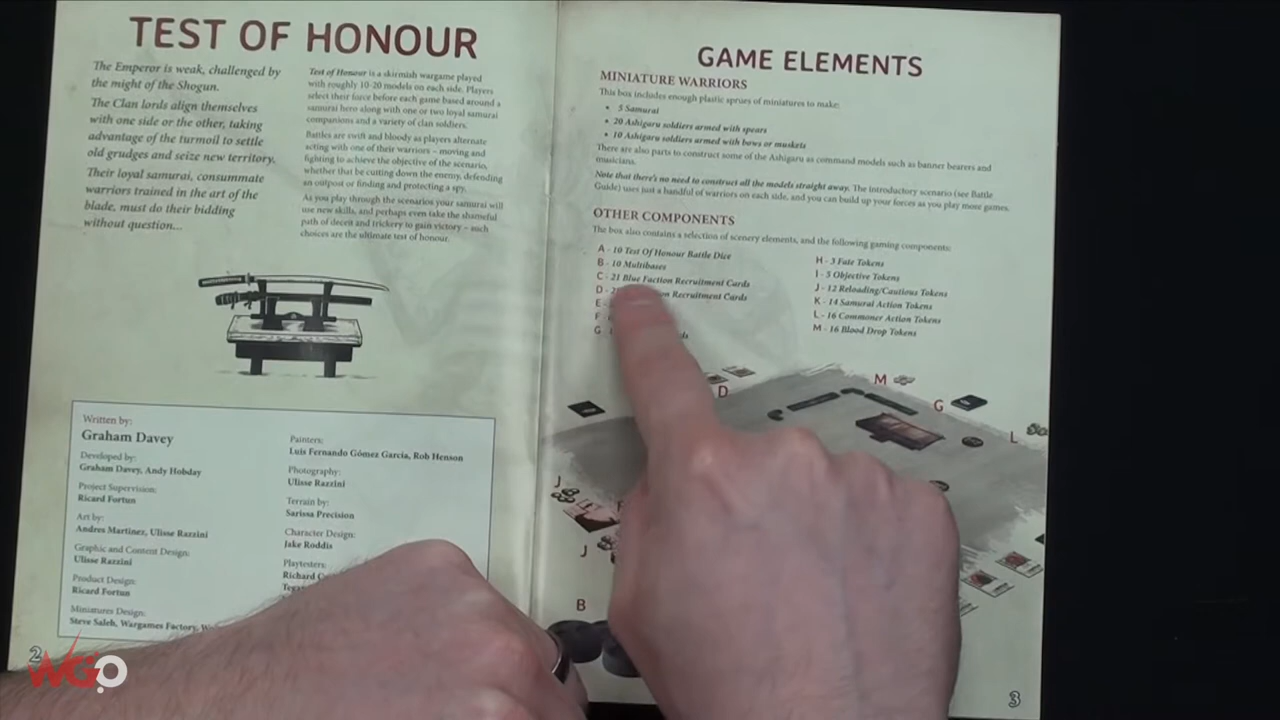 TEST OF HONOUR
The Emperor is weak, challenged by
the might of the Shogun.
The Clan lords align themselves
with one side or the other, taking
advantage of the turmoil to settle
old grudges and seize new territory.
Their loyal samurai, consummate
warriors trained in the art of the
blade, must do their bidding
without question...
Test of Honour is a skirmish wargame played
with roughly 10-20 models on each side. Players
select their force before each game based around a
samurai hero along with one or two loyal samurai
companions and a variety of clan soldiers.
Battles are swift and bloody as players alternate
acting with one of their warriors – moving and
fighting to achieve the objective of the scenario,
whether that be cutting down the enemy, defending
an outpost or finding and protecting a spy.
As you play through the scenarios your samurai will
use new skills, and perhaps even take the shameful
path of deceit and trickery to gain victory – such
choices are the ultimate test of honour.
Written by:
Graham Davey
Developed by:
Graham Davey, Andy Hobday
Project Supervision:
Ricard Fortun
Art by:
Andres Martinez, Ulisse Razzini
Graphic and Content Design:
Ulisse Razzini
Product Design:
Ricard Fortun
Miniatures Design:
Steve Saleh, Wargames Factory,
Painters:
Luis Fernando Gómez Garcia, Rob Henson
Photography:
Ulisse Razzini
Terrain by:
Sarissa Precision
Character Design:
Jake Roddis
Playtesters:
Richard
2
WGO
GAME ELEMENTS
MINIATURE WARRIORS
This box includes enough plastic sprues of miniatures to make:
• 5 Samurai
• 20 Ashigaru soldiers armed with spears
• 10 Ashigaru soldiers armed with bows or muskets
There are also parts to construct some of the Ashigaru as command models such as banner bearers and
musicians.
Note that there's no need to construct all the models straight away. The introductory scenario (see Battle
Guide) uses just a handful of warriors on each side, and you can build up your forces as you play more games.
OTHER COMPONENTS
The box also contains a selection of scenery elements, and the following gaming components:
A - 10 Test Of Honour Battle Dice
B - 10 Multibases
C - 21 Blue Faction Recruitment Cards
D - Recruitment Cards
E -
F -
G -
H - 3 Fate Tokens
I - 5 Objective Tokens
J - 12 Reloading/Cautious Tokens
K - 14 Samurai Action Tokens
L - 16 Commoner Action Tokens
M - 16 Blood Drop Tokens
D
M
G
L
J
J
B
3